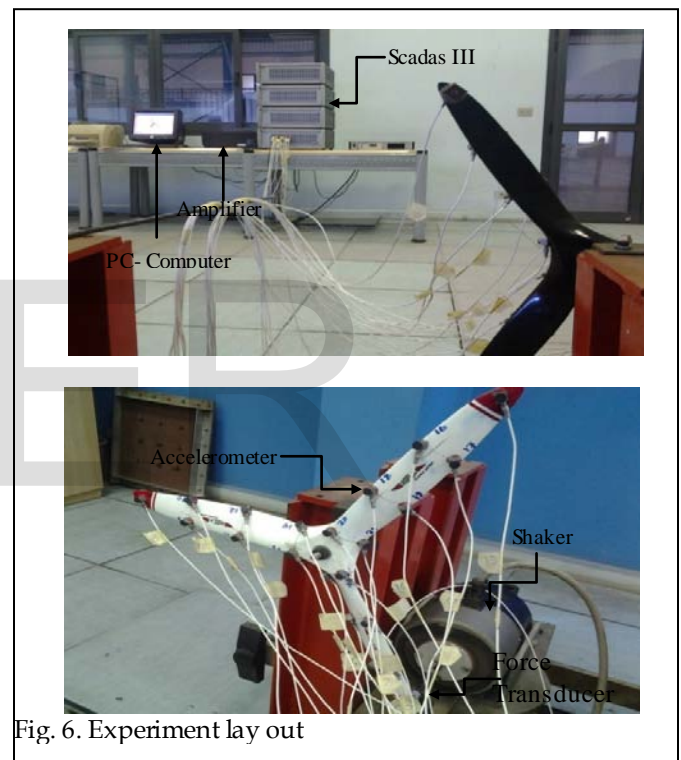 Scadas III
Amplifier
PC- Computer
Accelerometer
Shaker
Force
Transducer
Fig. 6. Experiment lay out